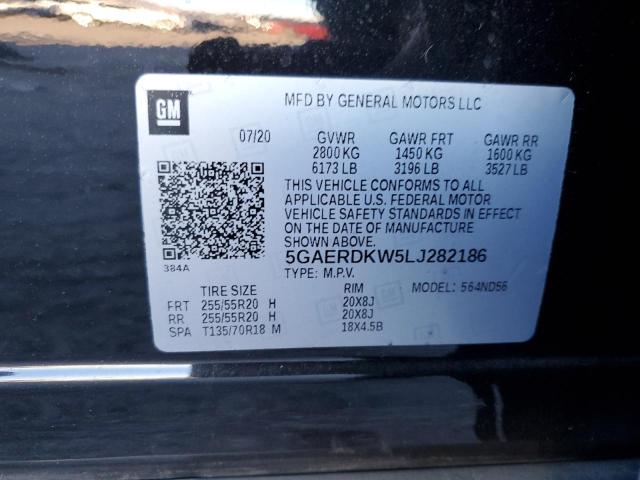 GM
MFD BY GENERAL MOTORS LLC
07/20 GVWR GAWR FRT GAWR RR
2800 KG 1450 KG 1600 KG
6173 LB 3196 LB 3527 LB
THIS VEHICLE CONFORMS TO ALL
APPLICABLE U.S. FEDERAL MOTOR
VEHICLE SAFETY STANDARDS IN
EFFECT ON THE DATE OF MANUFACTURE
SHOWN ABOVE.
384A
5GAERDKW5LJ282186
TYPE: M.P.V. MODEL: 564ND56
TIRE SIZE RIM
FRT 255/55R20 H 20X8J
RR 255/55R20 H 20X8J
SPA T135/70R18 M 18X4.5B